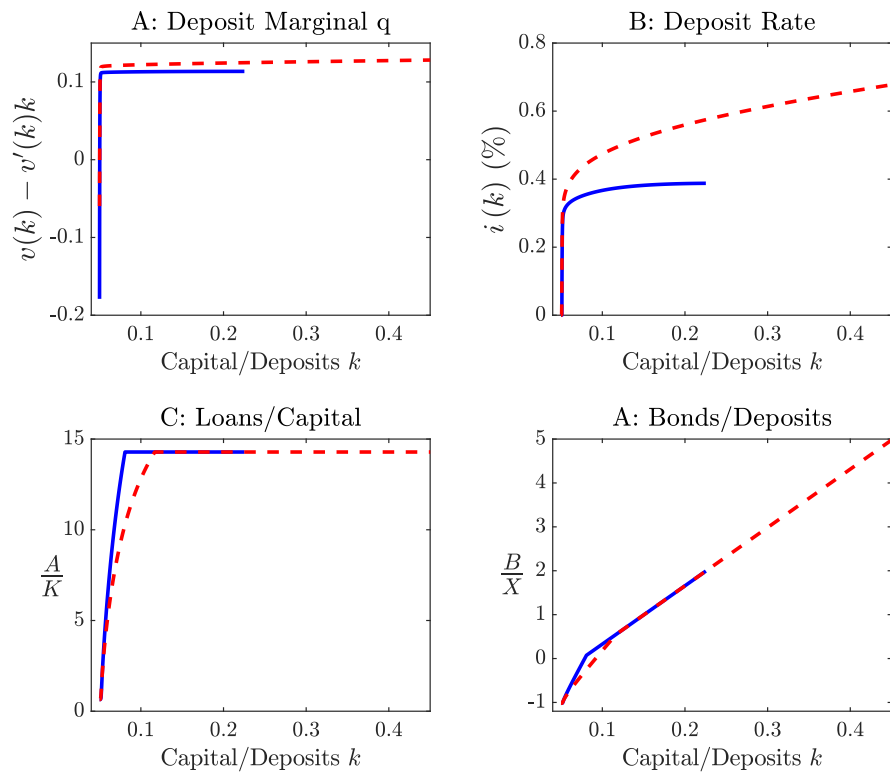 A: Deposit Marginal q
v(k) − v′(k)k
0.1
0
-0.1
-0.2
0.1 0.2 0.3 0.4
Capital/Deposits k
B: Deposit Rate
i (k) (%)
0.8
0.6
0.4
0.2
0
0.1 0.2 0.3 0.4
Capital/Deposits k
C: Loans/Capital
A/K
15
10
5
0
0.1 0.2 0.3 0.4
Capital/Deposits k
A: Bonds/Deposits
B/X
5
4
3
2
1
0
-1
0.1 0.2 0.3 0.4
Capital/Deposits k